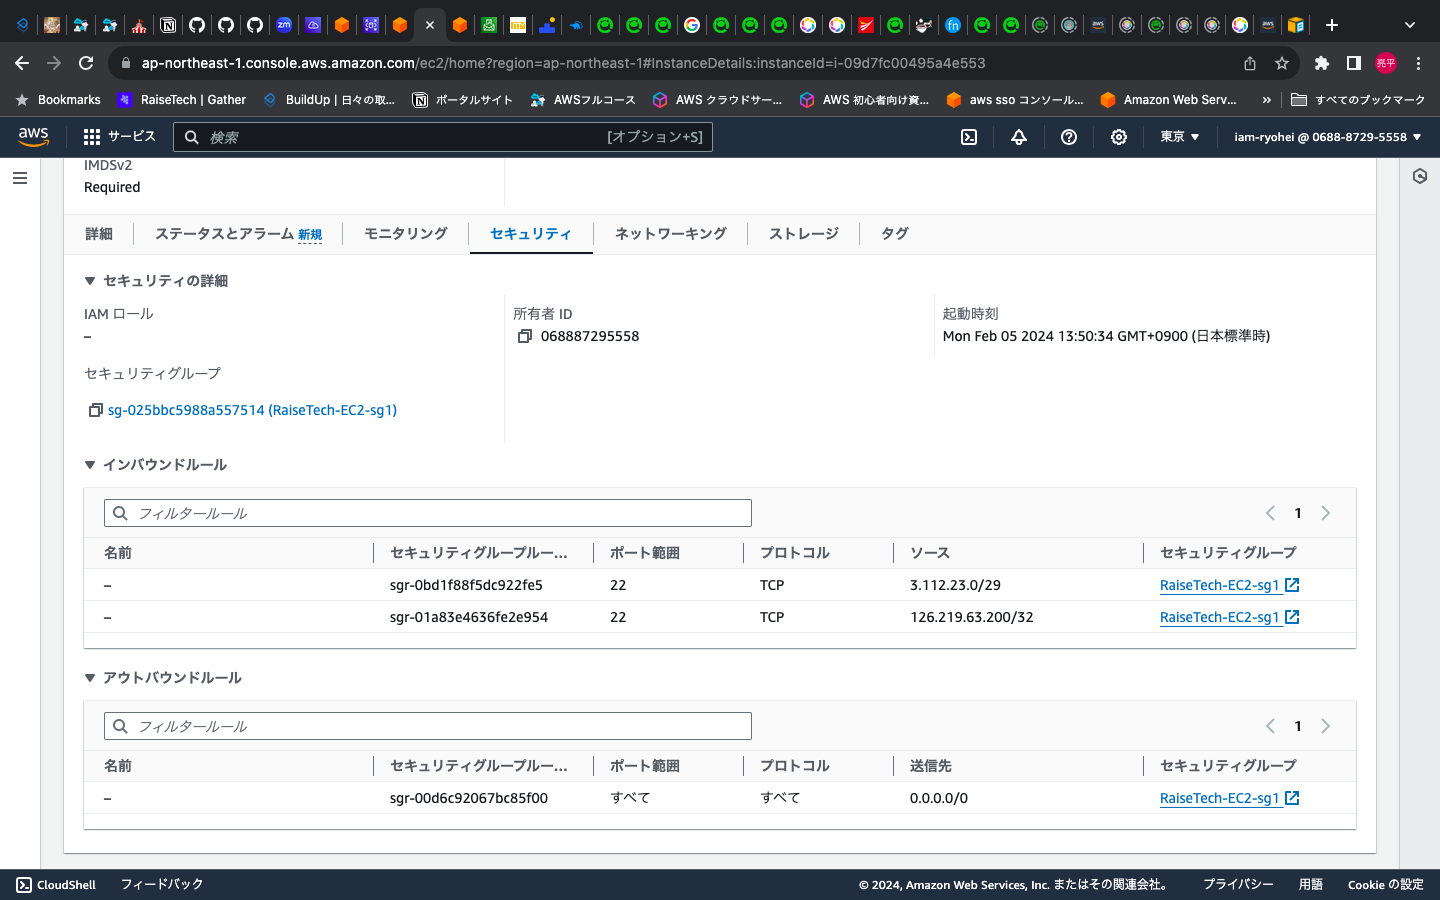 zm
fn
ap-northeast-1.console.aws.amazon.com/ec2/home?region=ap-northeast-1#InstanceDetails:instanceId=i-09d7fc00495a4e553
亮平
Bookmarks
RaiseTech | Gather
BuildUp | 日々の取...
ポータルサイト
AWSフルコース
AWS クラウドサー...
AWS 初心者向け資...
aws sso コンソール...
Amazon Web Serv...
»
すべてのブックマーク
aws
サービス
検索
[オプション+S]
東京
iam-ryohei @ 0688-8729-5558
IMDSv2
Required
詳細
ステータスとアラーム 新規
モニタリング
セキュリティ
ネットワーキング
ストレージ
タグ
セキュリティの詳細
IAM ロール
–
所有者 ID
068887295558
起動時刻
Mon Feb 05 2024 13:50:34 GMT+0900 (日本標準時)
セキュリティグループ
sg-025bbc5988a557514 (RaiseTech-EC2-sg1)
インバウンドルール
フィルタールール
1
名前 セキュリティグループルー... ポート範囲 プロトコル ソース セキュリティグループ
– sgr-0bd1f88f5dc922fe5 22 TCP 3.112.23.0/29 RaiseTech-EC2-sg1
– sgr-01a83e4636fe2e954 22 TCP 126.219.63.200/32 RaiseTech-EC2-sg1
アウトバウンドルール
フィルタールール
1
名前 セキュリティグループルー... ポート範囲 プロトコル 送信先 セキュリティグループ
– sgr-00d6c92067bc85f00 すべて すべて 0.0.0.0/0 RaiseTech-EC2-sg1
CloudShell
フィードバック
© 2024, Amazon Web Services, Inc. またはその関連会社。
プライバシー
用語
Cookie の設定